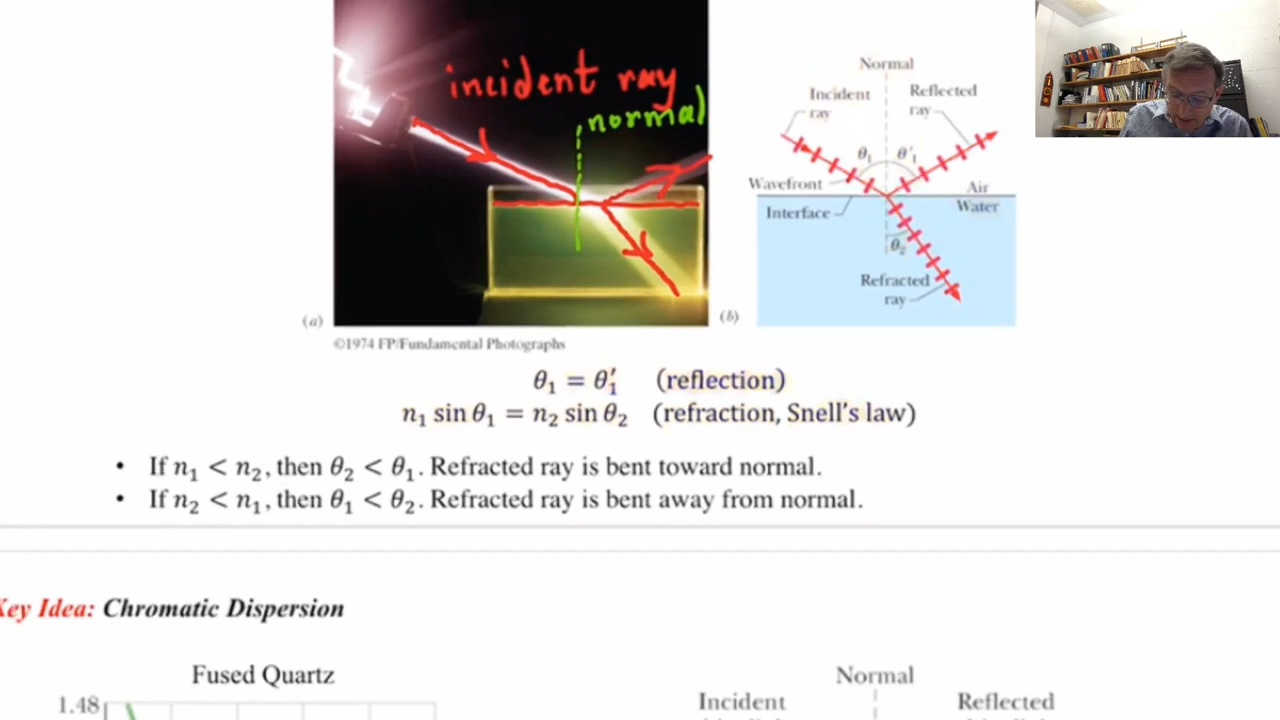 incident ray
normal
Normal
Incident
ray
Reflected
ray
θ₁
θ′₁
Wavefront
Air
Interface
Water
θ₂
Refracted
ray
(a)
(b)
©1974 FP/Fundamental Photographs
θ₁ = θ′₁ (reflection)
n₁ sin θ₁ = n₂ sin θ₂ (refraction, Snell's law)
• If n₁ < n₂, then θ₂ < θ₁. Refracted ray is bent toward normal.
• If n₂ < n₁, then θ₁ < θ₂. Refracted ray is bent away from normal.
Key Idea: Chromatic Dispersion
Fused Quartz
1.48
Normal
Incident
Reflected